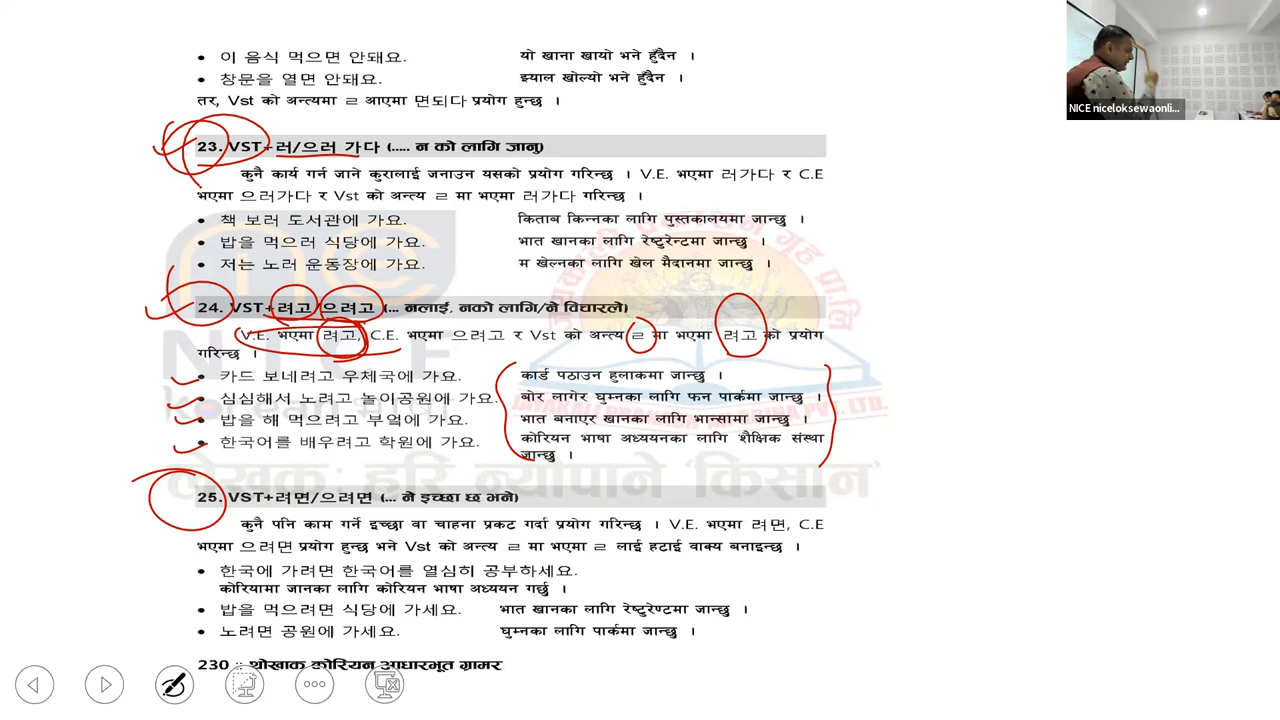 • 이 음식 먹으면 안돼요. यो खाना खायो भने हुँदैन ।
• 창문을 열면 안돼요. झ्याल खोल्यो भने हुँदैन ।
तर, Vst को अन्त्यमा ㄹ आएमा 면되다 प्रयोग हुन्छ ।
23. VST+러/으러 가다 (..... न को लागि जानु)
कुनै कार्य गर्न जाने कुरालाई जनाउन यसको प्रयोग गरिन्छ । V.E. भएमा 러가다 र C.E
भएमा 으러가다 र Vst को अन्त्य ㄹ मा भएमा 러가다 गरिन्छ ।
• 책 보러 도서관에 가요. किताब किन्नका लागि पुस्तकालयमा जान्छु ।
• 밥을 먹으러 식당에 가요. भात खानका लागि रेष्टुरेन्टमा जान्छु ।
• 저는 노러 운동장에 가요. म खेल्नका लागि खेल मैदानमा जान्छु ।
24. VST+려고/으려고 (... नलाई, नको लागि/ने विचारले)
V.E. भएमा 려고, C.E. भएमा 으려고 र Vst को अन्त्य ㄹ मा भएमा 려고 को प्रयोग
गरिन्छ ।
• 카드 보네려고 우체국에 가요. कार्ड पठाउन हुलाकमा जान्छु ।
• 심심해서 노려고 놀이공원에 가요. बोर लागेर घुम्नका लागि फन पार्कमा जान्छु ।
• 밥을 해 먹으려고 부엌에 가요. भात बनाएर खानका लागि भान्सामा जान्छु ।
• 한국어를 배우려고 학원에 가요. कोरियन भाषा अध्ययनका लागि शैक्षिक संस्था
जान्छु ।
25. VST+려면/으려면 (... ने इच्छा छ भने)
कुनै पनि काम गर्ने इच्छा वा चाहना प्रकट गर्दा प्रयोग गरिन्छ । V.E. भएमा 려면, C.E
भएमा 으려면 प्रयोग हुन्छ भने Vst को अन्त्य ㄹ मा भएमा ㄹ लाई हटाई वाक्य बनाइन्छ ।
• 한국에 가려면 한국어를 열심히 공부하세요.
कोरियामा जानका लागि कोरियन भाषा अध्ययन गर्छु ।
• 밥을 먹으려면 식당에 가세요. भात खानका लागि रेष्टुरेण्टमा जान्छु ।
• 노려면 공원에 가세요. घुम्नका लागि पार्कमा जान्छु ।
230 :: थोखाक कोरियन आधारभूत ग्रामर
लेखक: हरि न्यौपाने 'किसान'
NICE niceloksewaonli...